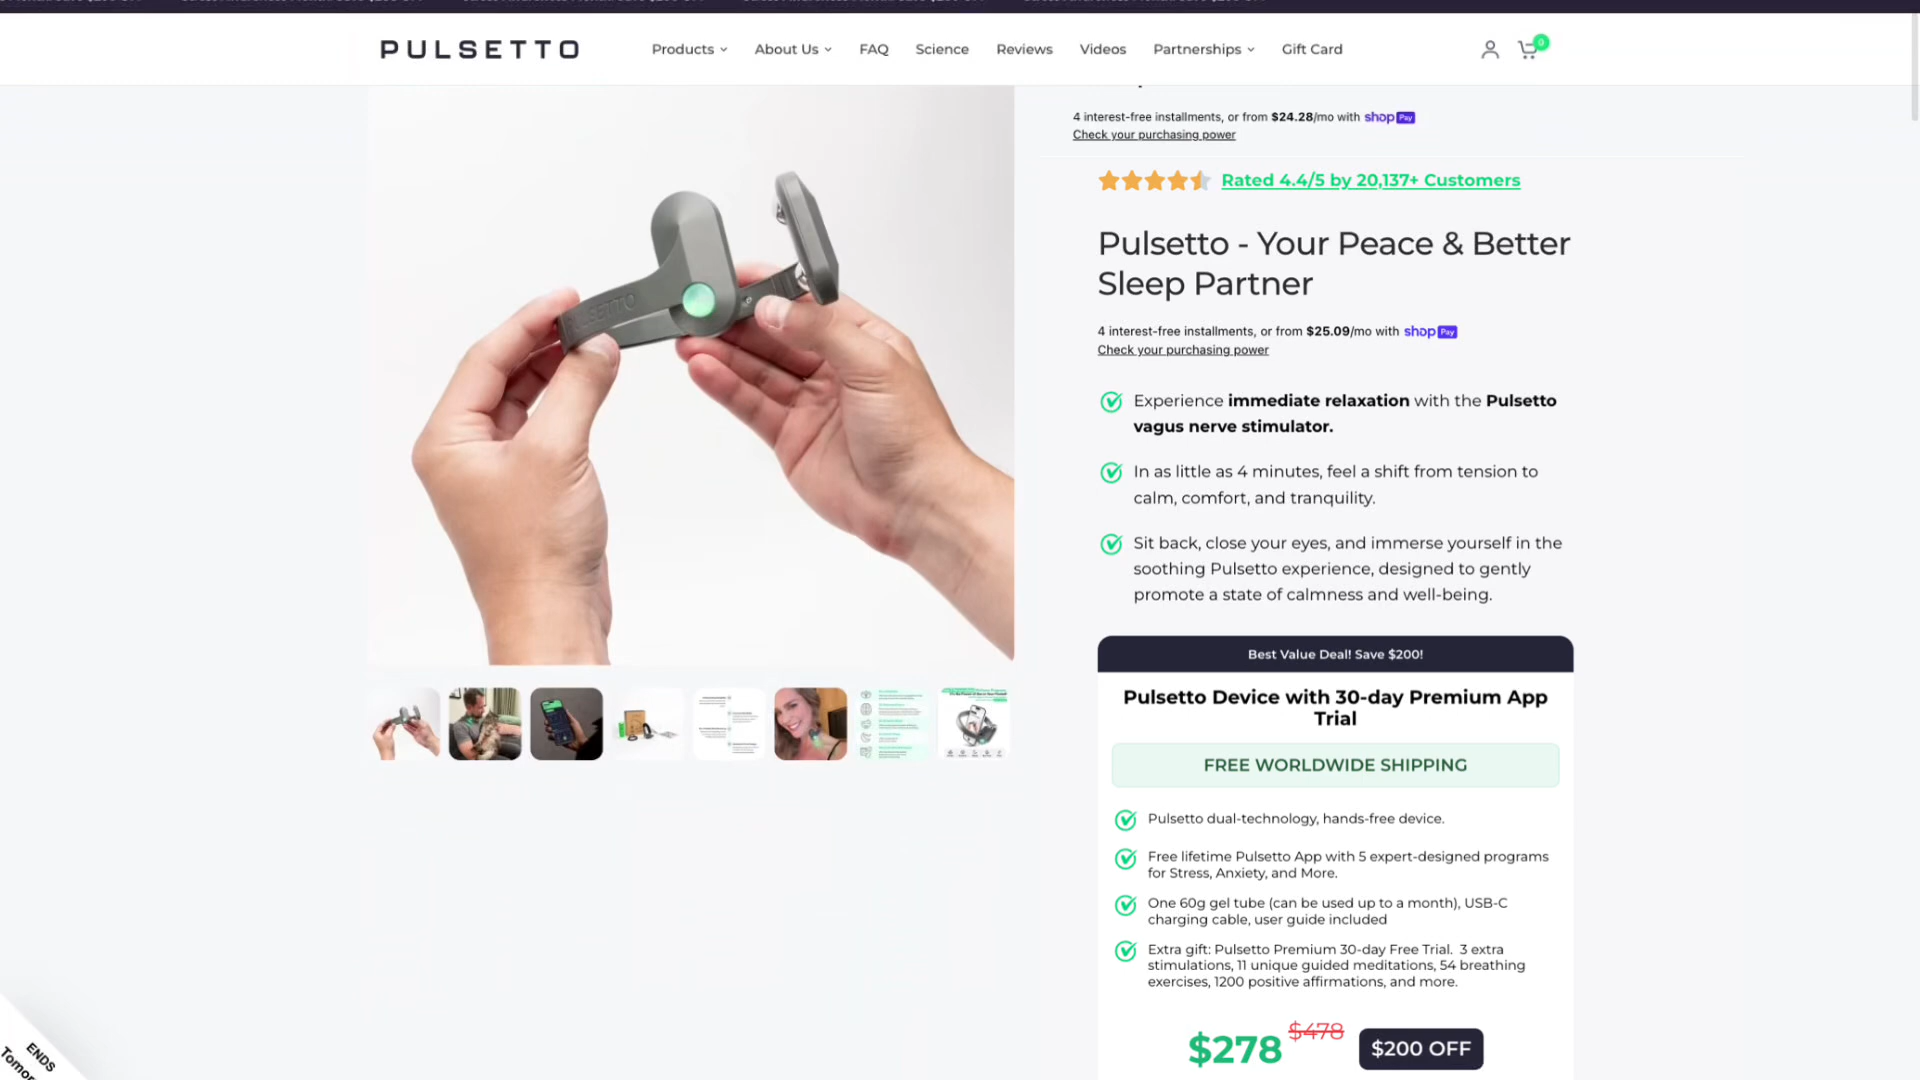 PULSETTO
Products
About Us
FAQ
Science
Reviews
Videos
Partnerships
Gift Card
0
4 interest-free installments, or from $24.28/mo with shop Pay
Check your purchasing power
Rated 4.4/5 by 20,137+ Customers
Pulsetto - Your Peace & Better
Sleep Partner
4 interest-free installments, or from $25.09/mo with shop Pay
Check your purchasing power
Experience immediate relaxation with the Pulsetto
vagus nerve stimulator.
In as little as 4 minutes, feel a shift from tension to
calm, comfort, and tranquility.
Sit back, close your eyes, and immerse yourself in the
soothing Pulsetto experience, designed to gently
promote a state of calmness and well-being.
Best Value Deal! Save $200!
Pulsetto Device with 30-day Premium App
Trial
FREE WORLDWIDE SHIPPING
Pulsetto dual-technology, hands-free device.
Free lifetime Pulsetto App with 5 expert-designed programs
for Stress, Anxiety, and More.
One 60g gel tube (can be used up to a month), USB-C
charging cable, user guide included
Extra gift: Pulsetto Premium 30-day Free Trial. 3 extra
stimulations, 11 unique guided meditations, 54 breathing
exercises, 1200 positive affirmations, and more.
$278 $478 $200 OFF
PULSETTO
ENDS